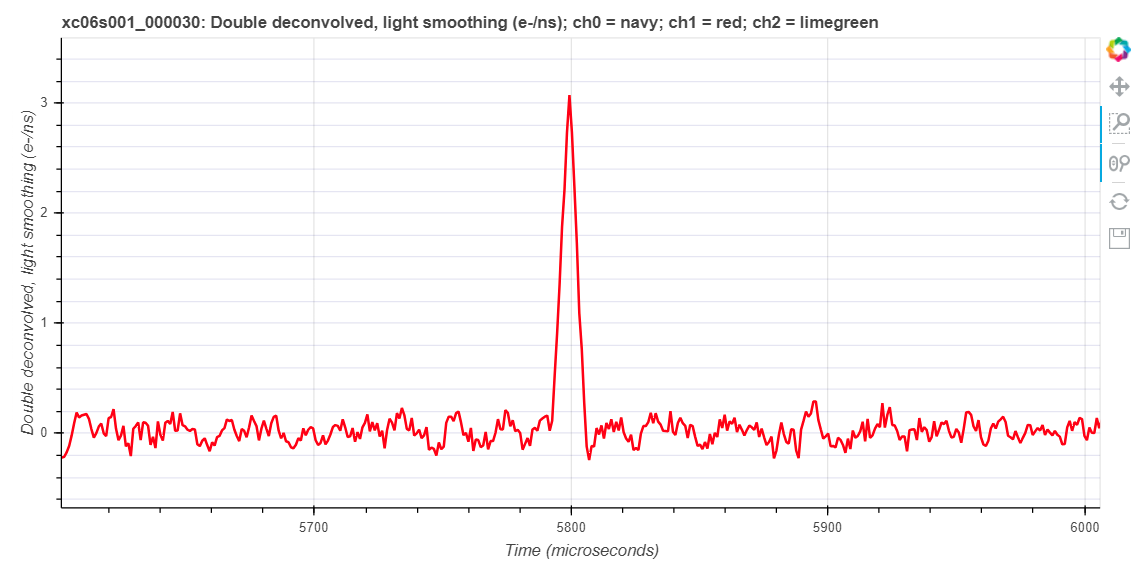 xc06s001_000030: Double deconvolved, light smoothing (e-/ns); ch0 = navy; ch1 = red; ch2 = limegreen
Double deconvolved, light smoothing (e-/ns)
3
2
1
0
5700
5800
5900
6000
Time (microseconds)